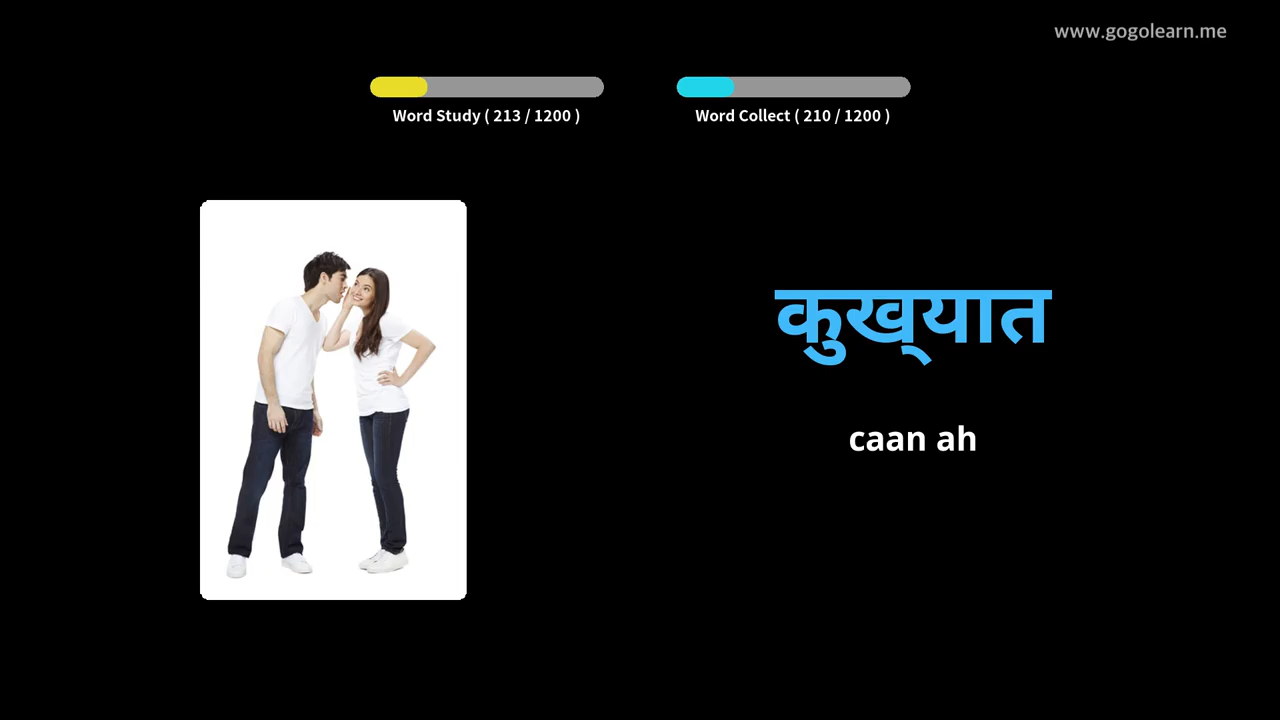 www.gogolearn.me
Word Study ( 213 / 1200 )
Word Collect ( 210 / 1200 )
कुख्यात
caan ah